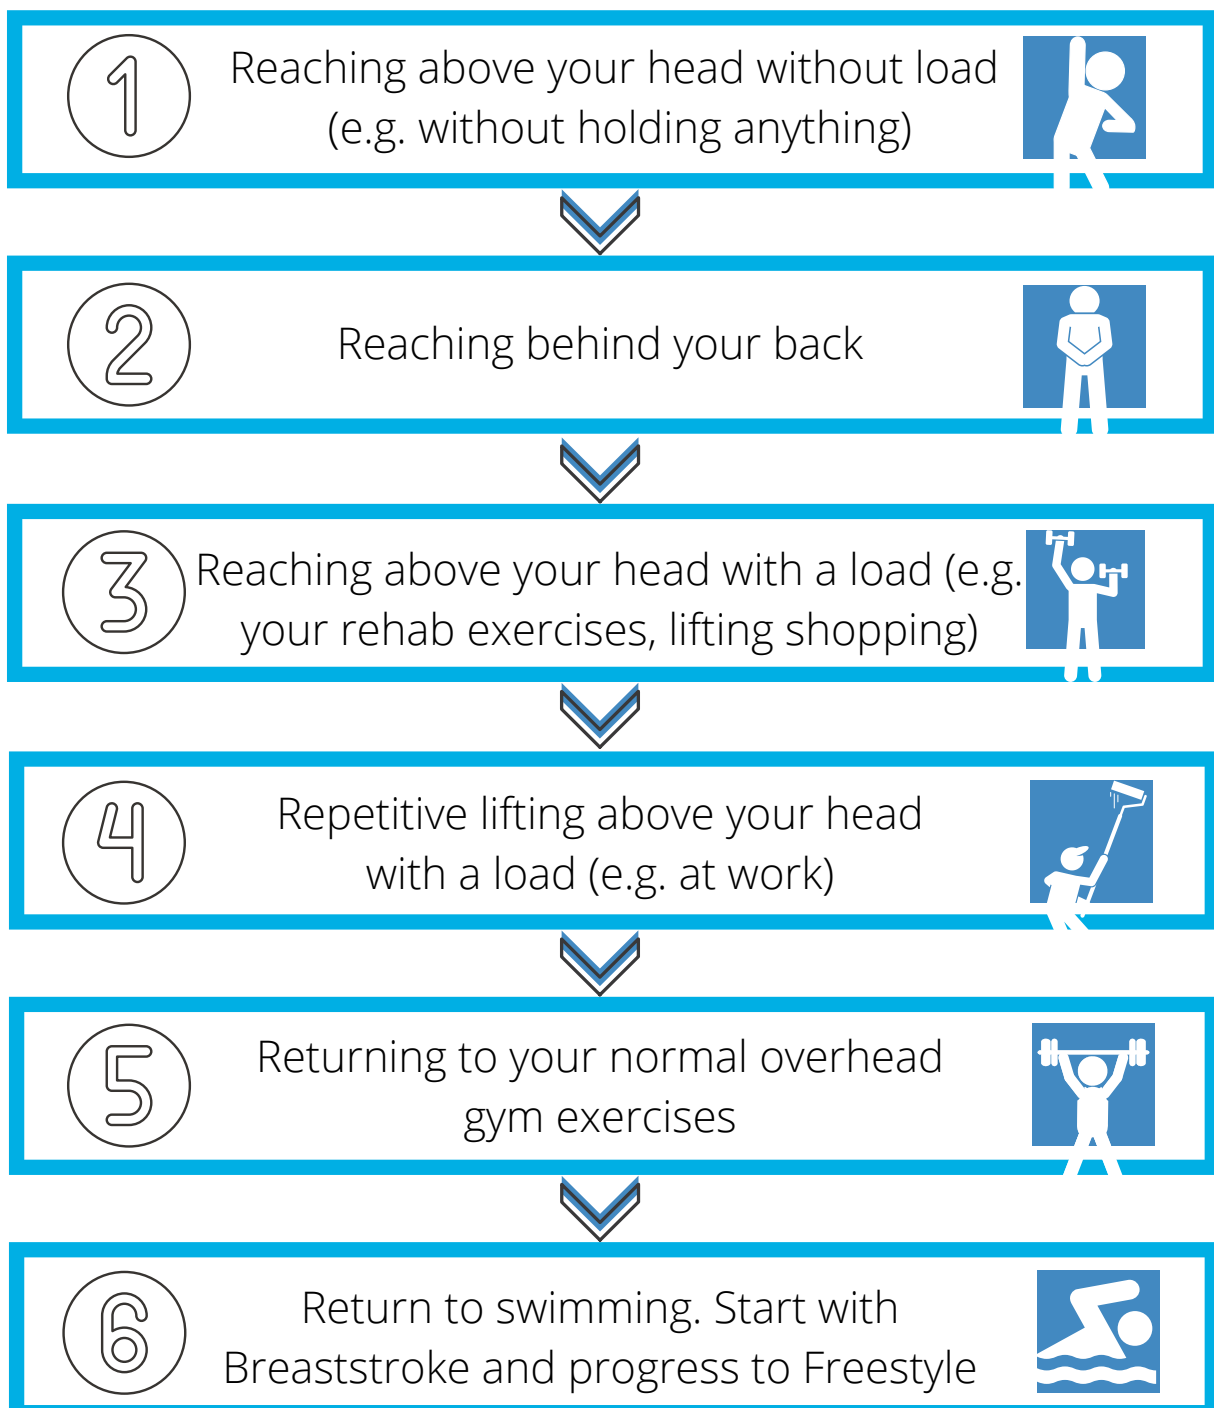 1
Reaching above your head without load
(e.g. without holding anything)
2
Reaching behind your back
3
Reaching above your head with a load (e.g.
your rehab exercises, lifting shopping)
4
Repetitive lifting above your head
with a load (e.g. at work)
5
Returning to your normal overhead
gym exercises
6
Return to swimming. Start with
Breaststroke and progress to Freestyle